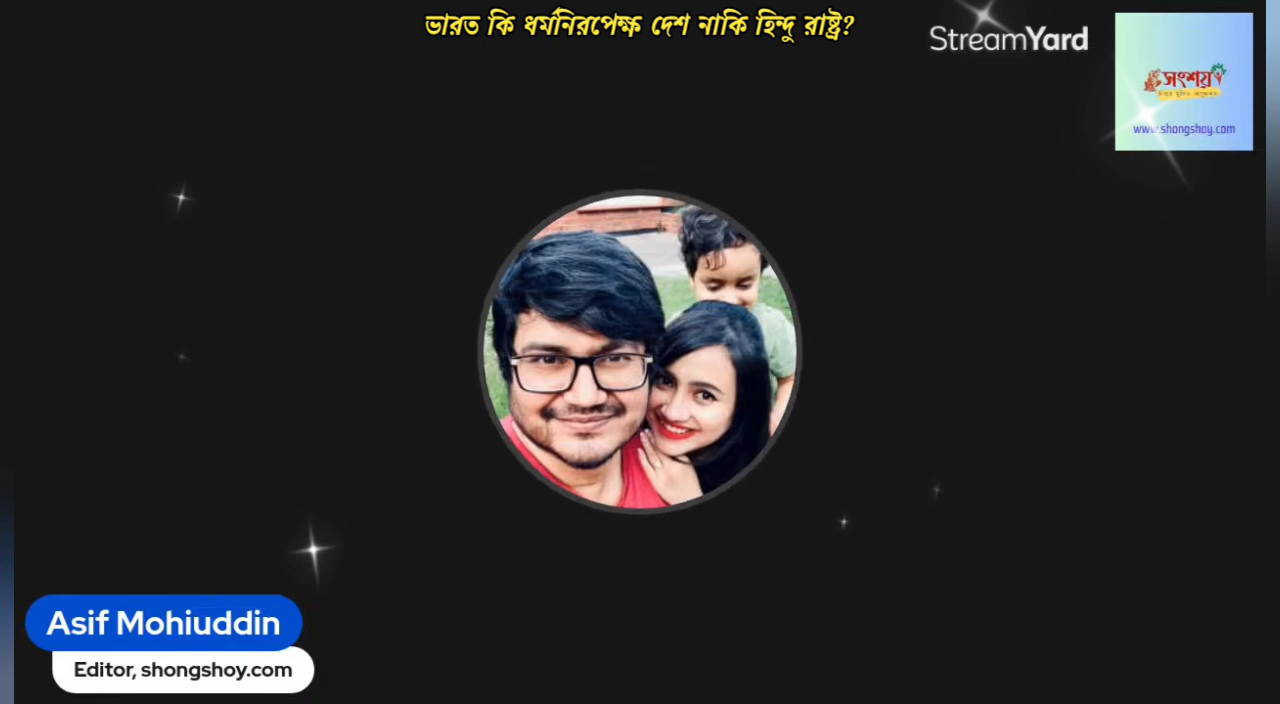 ভারত কি ধর্মনিরপেক্ষ দেশ নাকি হিন্দু রাষ্ট্র?
StreamYard
সংশয়
www.shongshoy.com
Asif Mohiuddin
Editor, shongshoy.com